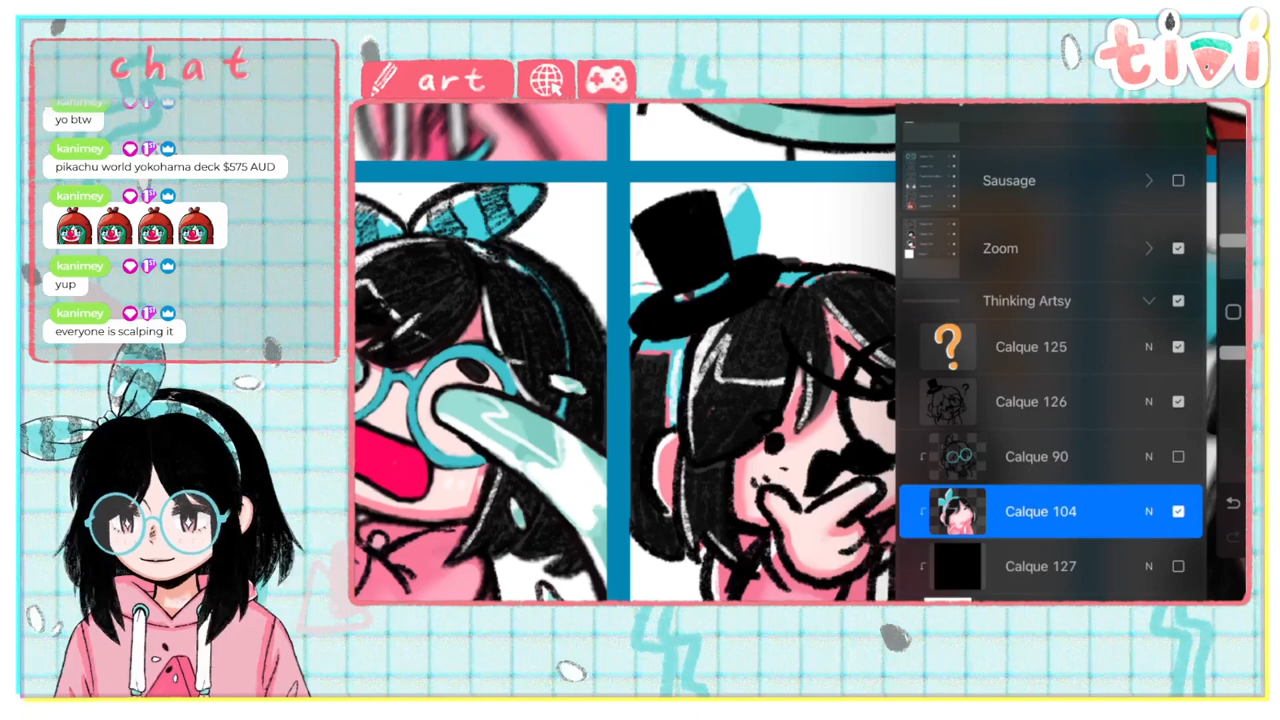 chat
kanimey
yo btw
kanimey
pikachu world yokohama deck $575 AUD
kanimey
kanimey
yup
kanimey
everyone is scalping it
art
tivi
Sausage
Zoom
Thinking Artsy
Calque 125 N
Calque 126 N
Calque 90 N
Calque 104 N
Calque 127 N
?